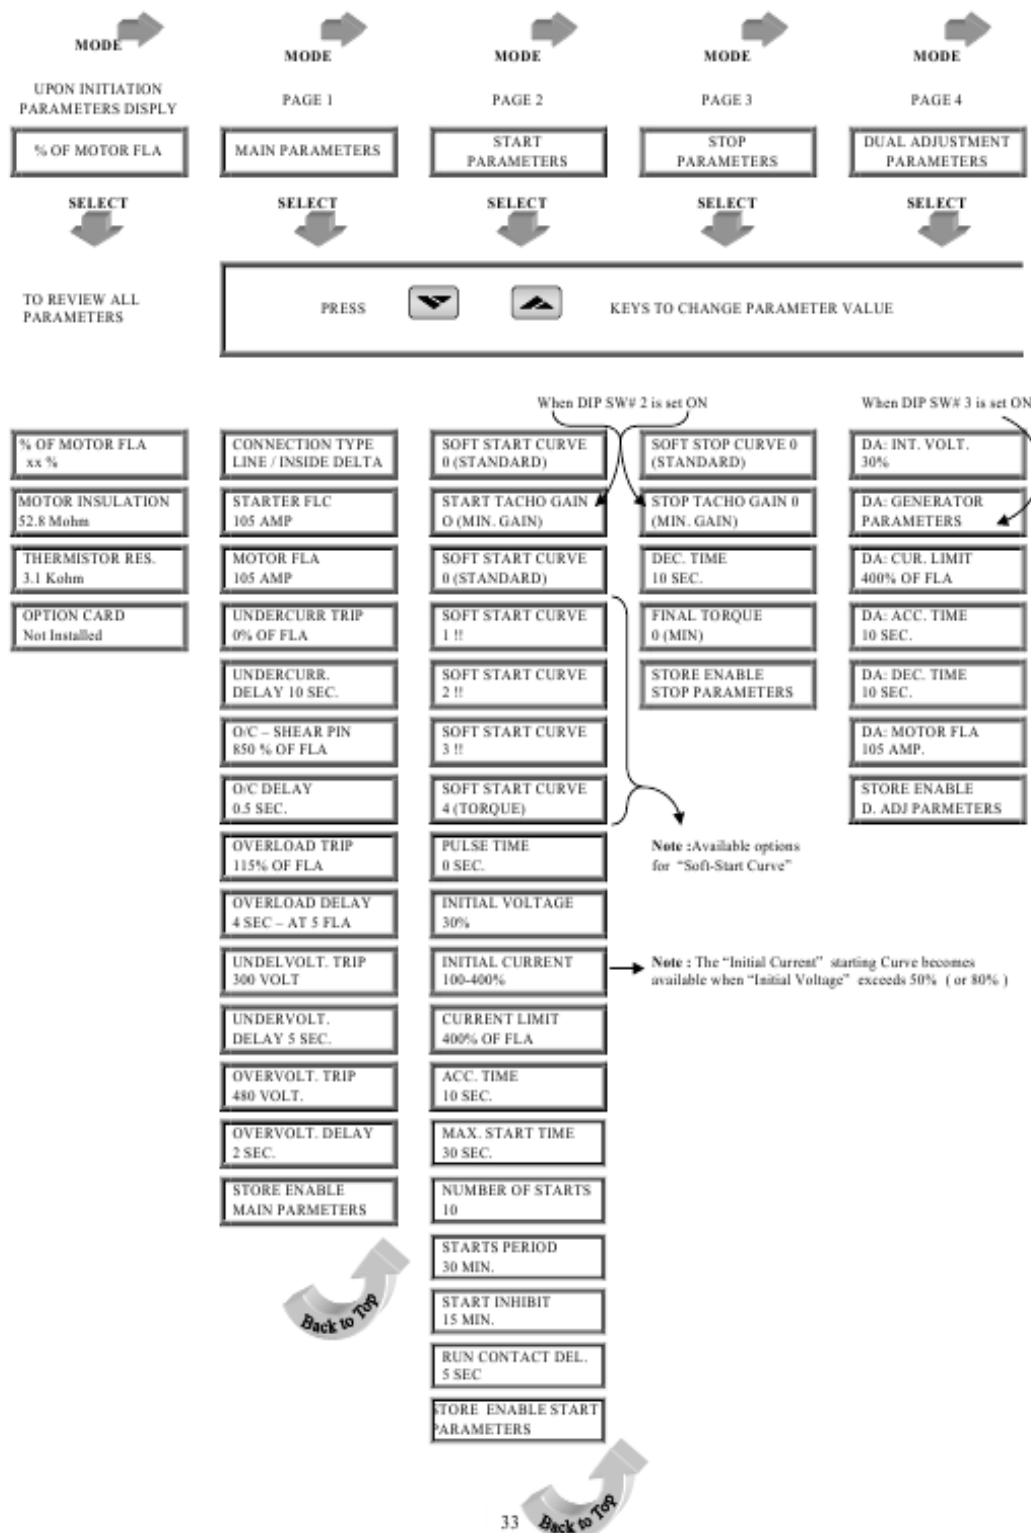 MODE
MODE
MODE
MODE
MODE
UPON INITIATION
PARAMETERS DISPLY
PAGE 1
PAGE 2
PAGE 3
PAGE 4
% OF MOTOR FLA
MAIN PARAMETERS
START
PARAMETERS
STOP
PARAMETERS
DUAL ADJUSTMENT
PARAMETERS
SELECT
SELECT
SELECT
SELECT
SELECT
TO REVIEW ALL
PARAMETERS
PRESS
KEYS TO CHANGE PARAMETER VALUE
When DIP SW# 2 is set ON
When DIP SW# 3 is set ON
% OF MOTOR FLA
xx %
MOTOR INSULATION
52.8 Mohm
THERMISTOR RES.
3.1 Kohm
OPTION CARD
Not Installed
CONNECTION TYPE
LINE / INSIDE DELTA
STARTER FLC
105 AMP
MOTOR FLA
105 AMP
UNDERCURR TRIP
0% OF FLA
UNDERCURR.
DELAY 10 SEC.
O/C – SHEAR PIN
850 % OF FLA
O/C DELAY
0.5 SEC.
OVERLOAD TRIP
115% OF FLA
OVERLOAD DELAY
4 SEC – AT 5 FLA
UNDELVOLT. TRIP
300 VOLT
UNDERVOLT.
DELAY 5 SEC.
OVERVOLT. TRIP
480 VOLT.
OVERVOLT. DELAY
2 SEC.
STORE ENABLE
MAIN PARMETERS
Back to Top
SOFT START CURVE
0 (STANDARD)
START TACHO GAIN
O (MIN. GAIN)
SOFT START CURVE
0 (STANDARD)
SOFT START CURVE
1 !!
SOFT START CURVE
2 !!
SOFT START CURVE
3 !!
SOFT START CURVE
4 (TORQUE)
PULSE TIME
0 SEC.
INITIAL VOLTAGE
30%
INITIAL CURRENT
100-400%
CURRENT LIMIT
400% OF FLA
ACC. TIME
10 SEC.
MAX. START TIME
30 SEC.
NUMBER OF STARTS
10
STARTS PERIOD
30 MIN.
START INHIBIT
15 MIN.
RUN CONTACT DEL.
5 SEC
STORE ENABLE START
PARAMETERS
Back to Top
SOFT STOP CURVE 0
(STANDARD)
STOP TACHO GAIN 0
(MIN. GAIN)
DEC. TIME
10 SEC.
FINAL TORQUE
0 (MIN)
STORE ENABLE
STOP PARAMETERS
Note :Available options
for "Soft-Start Curve"
Note : The "Initial Current" starting Curve becomes
available when "Initial Voltage" exceeds 50% ( or 80% )
DA: INT. VOLT.
30%
DA: GENERATOR
PARAMETERS
DA: CUR. LIMIT
400% OF FLA
DA: ACC. TIME
10 SEC.
DA: DEC. TIME
10 SEC.
DA: MOTOR FLA
105 AMP.
STORE ENABLE
D. ADJ PARMETERS
33